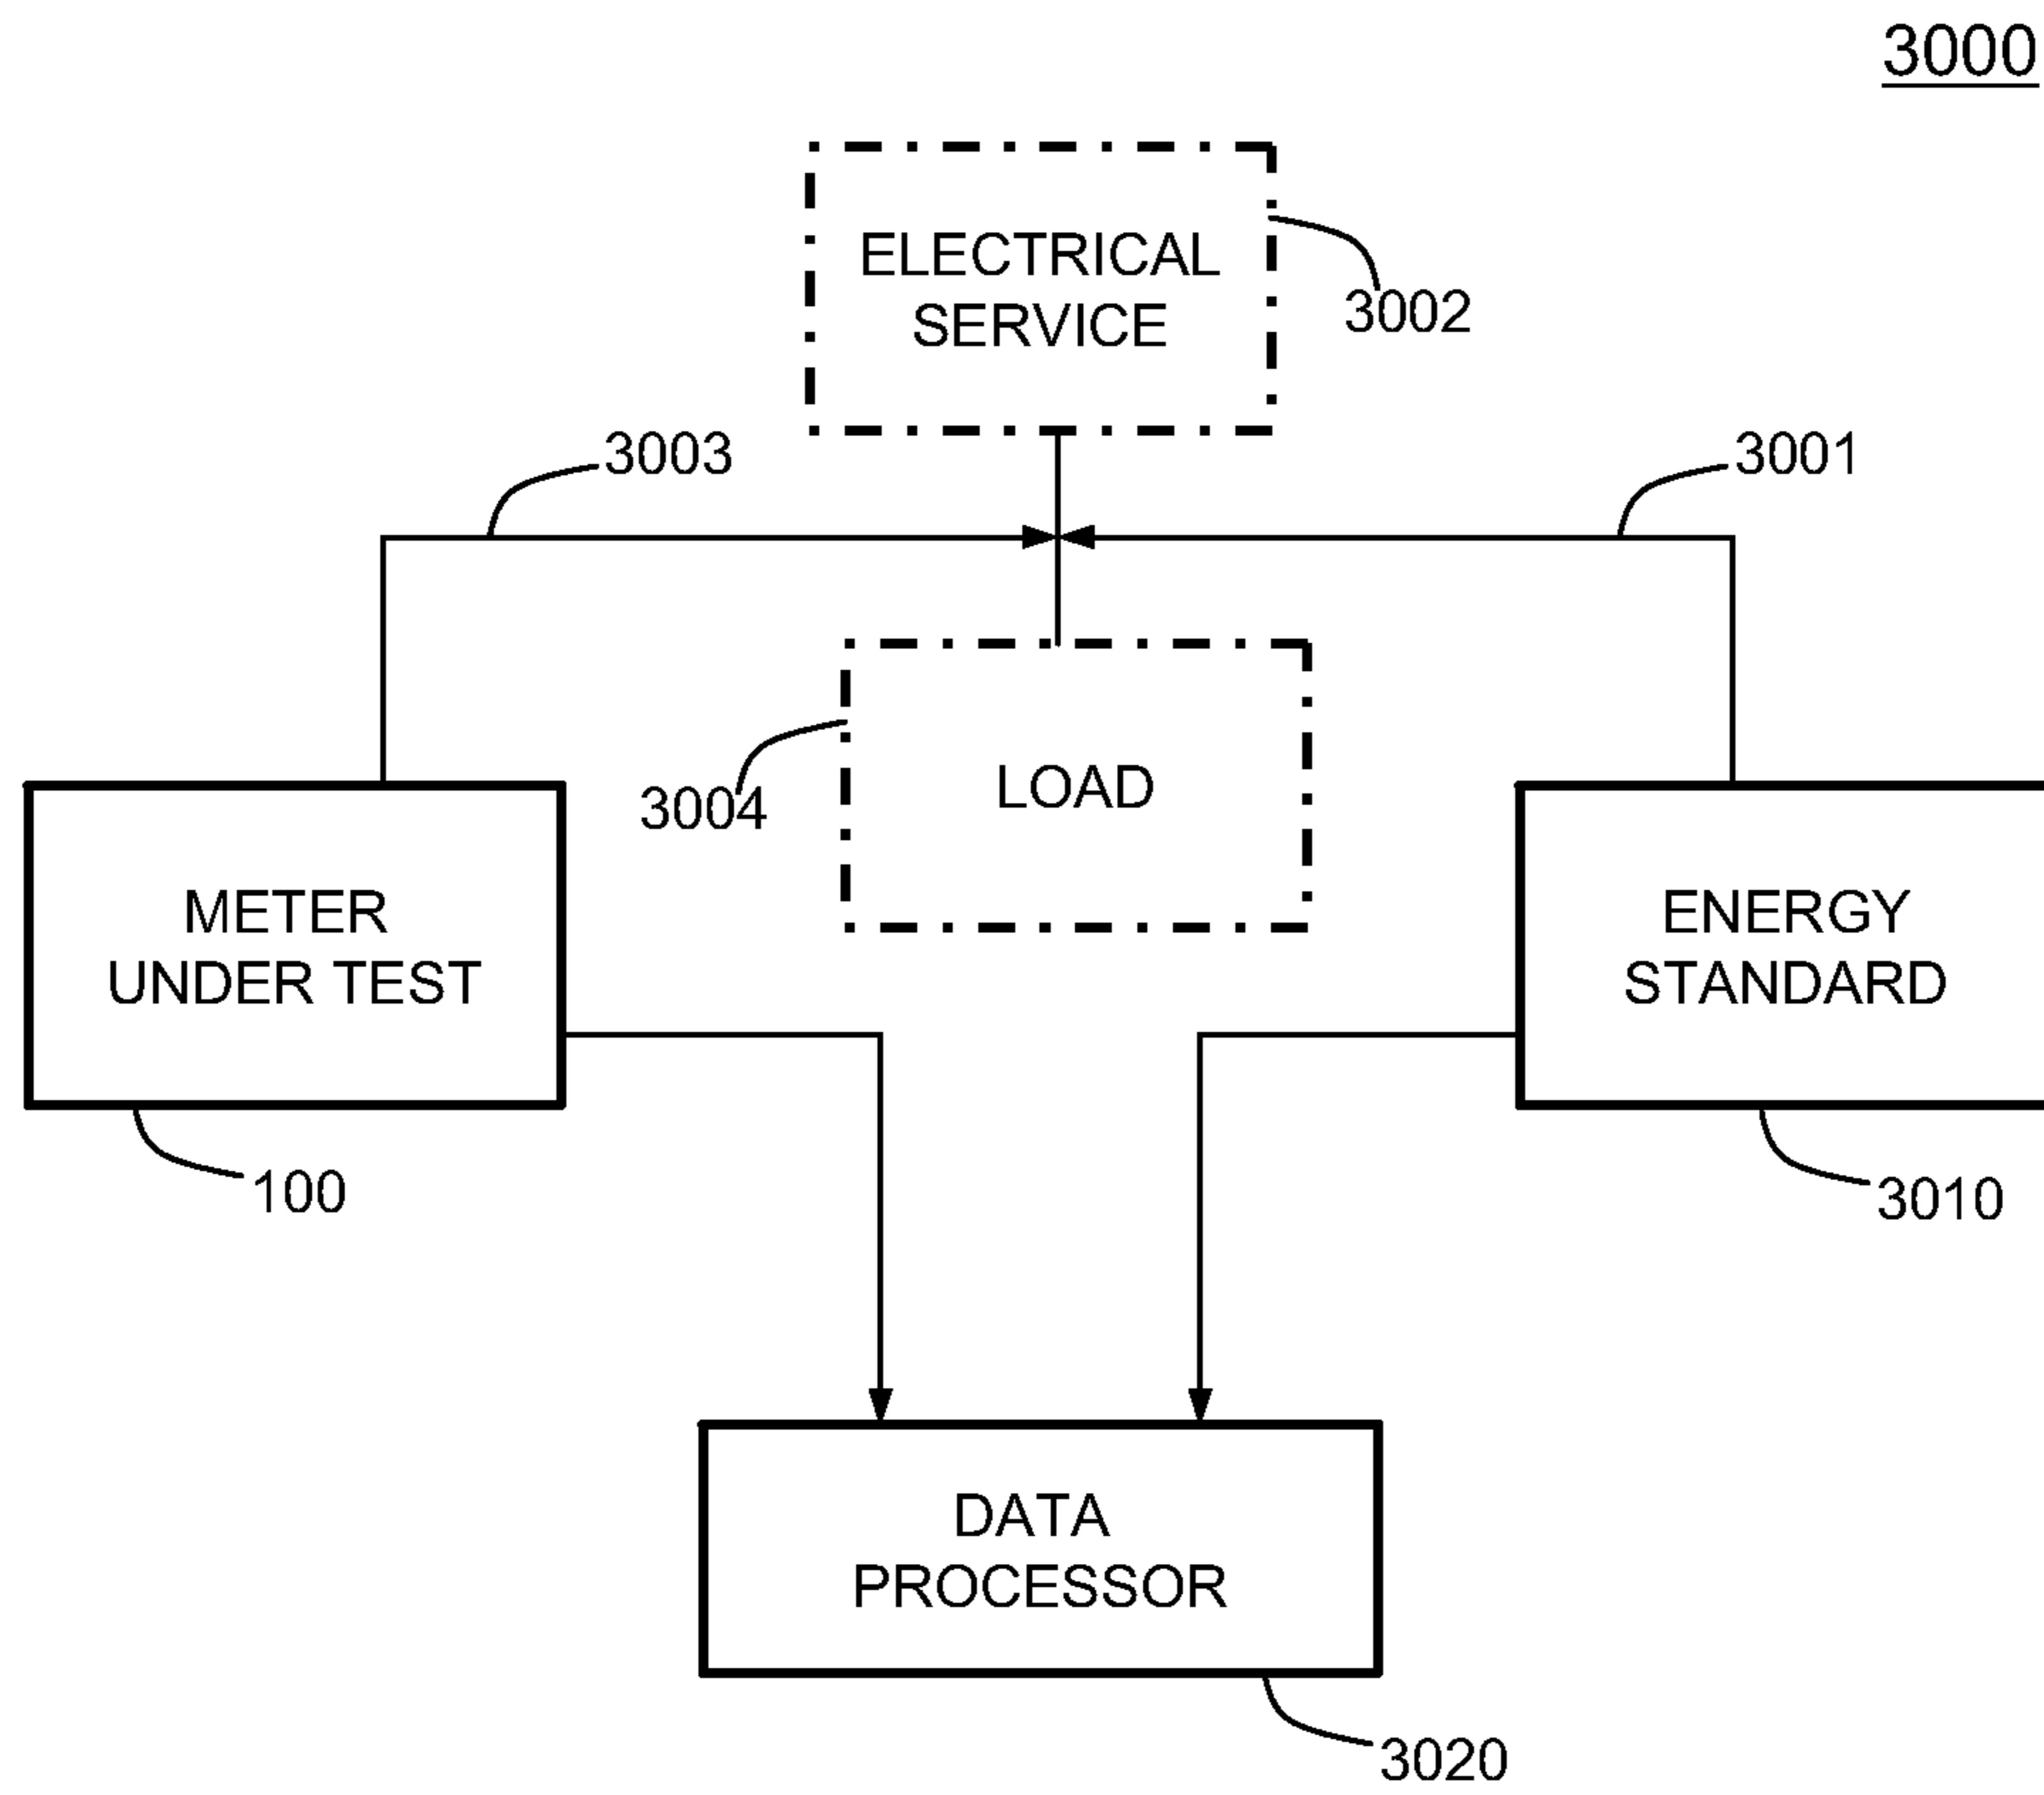 3000
ELECTRICAL
SERVICE
3002
3003
3001
LOAD
3004
METER
UNDER TEST
ENERGY
STANDARD
100
3010
DATA
PROCESSOR
3020